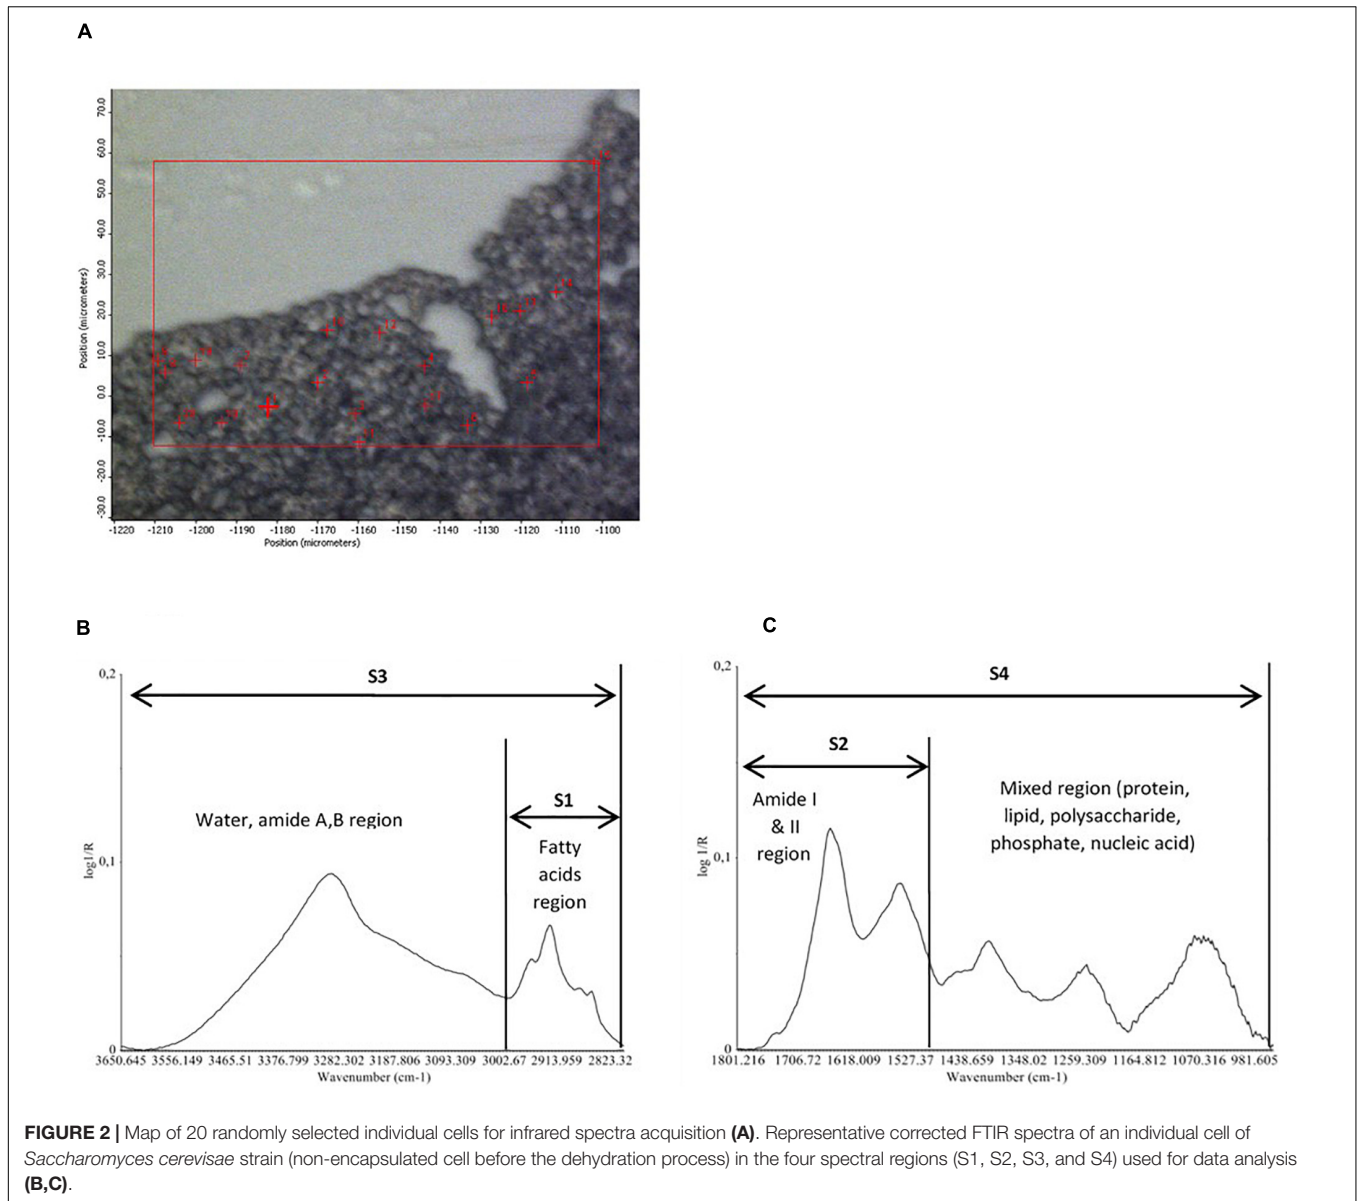 A
70.0
60.0
50.0
40.0
30.0
20.0
10.0
0.0
-10.0
-20.0
-30.0
Position (micrometers)
-1220 -1210 -1200 -1190 -1180 -1170 -1160 -1150 -1140 -1130 -1120 -1110 -1100
Position (micrometers)
B
0,2
S3
Water, amide A,B region
S1
Fatty
acids
region
0,1
log1/R
0
3650.645 3556.149 3465.51 3376.799 3282.302 3187.806 3093.309 3002.67 2913.959 2823.32
Wavenumber (cm-1)
C
0,2
S4
S2
Amide I
& II
region
Mixed region (protein,
lipid, polysaccharide,
phosphate, nucleic acid)
0,1
log 1/R
0
1801.216 1706.72 1618.009 1527.37 1438.659 1348.02 1259.309 1164.812 1070.316 981.605
Wavenumber (cm-1)
FIGURE 2 | Map of 20 randomly selected individual cells for infrared spectra acquisition (A). Representative corrected FTIR spectra of an individual cell of
Saccharomyces cerevisae strain (non-encapsulated cell before the dehydration process) in the four spectral regions (S1, S2, S3, and S4) used for data analysis
(B,C).